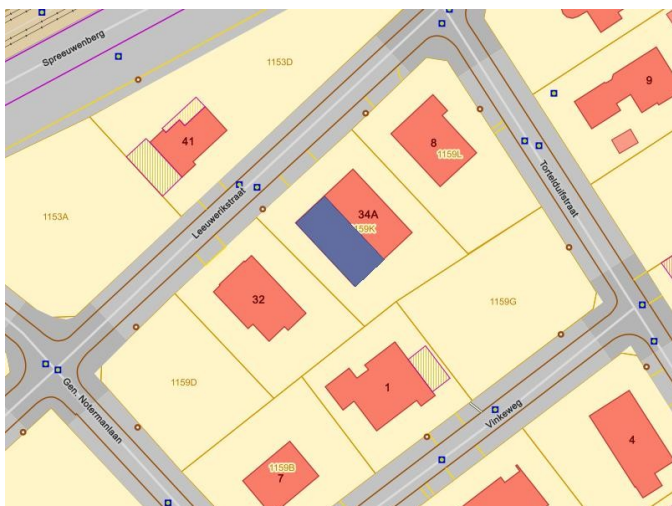 Spreeuwenberg
1153D
9
41
8
1159L
Tortelduifstraat
1153A
Leeuwerikstraat
34A
159K
32
1159G
1159D
1
Gen. Notermanlaan
Vinkeweg
4
1159B
7